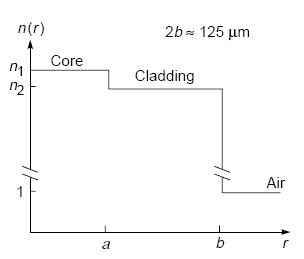 n(r)
2b ≈ 125 μm
n1
Core
n2
Cladding
1
Air
a
b
r